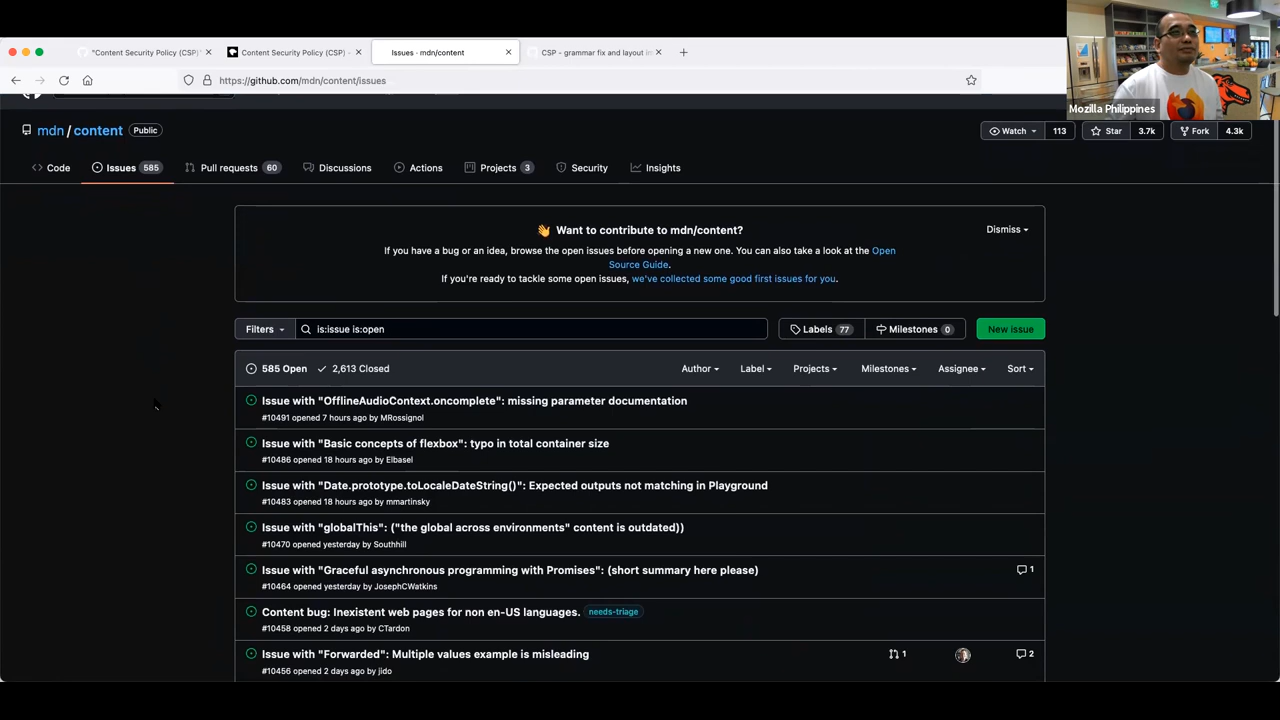 "Content Security Policy (CSP)"
Content Security Policy (CSP) -
Issues · mdn/content
CSP - grammar fix and layout in
https://github.com/mdn/content/issues
Mozilla Philippines
mdn / content
Public
Watch
113
Star
3.7k
Fork
4.3k
Code
Issues
585
Pull requests
60
Discussions
Actions
Projects
3
Security
Insights
👋 Want to contribute to mdn/content?
Dismiss
If you have a bug or an idea, browse the open issues before opening a new one. You can also take a look at the Open
Source Guide.
If you're ready to tackle some open issues, we've collected some good first issues for you.
Filters
is:issue is:open
Labels
77
Milestones
0
New issue
585 Open
2,613 Closed
Author
Label
Projects
Milestones
Assignee
Sort
Issue with "OfflineAudioContext.oncomplete": missing parameter documentation
#10491 opened 7 hours ago by MRossignol
Issue with "Basic concepts of flexbox": typo in total container size
#10486 opened 18 hours ago by Elbasel
Issue with "Date.prototype.toLocaleDateString()": Expected outputs not matching in Playground
#10483 opened 18 hours ago by mmartinsky
Issue with "globalThis": ("the global across environments" content is outdated))
#10470 opened yesterday by Southhill
Issue with "Graceful asynchronous programming with Promises": (short summary here please)
1
#10464 opened yesterday by JosephCWatkins
Content bug: Inexistent web pages for non en-US languages.
needs-triage
#10458 opened 2 days ago by CTardon
Issue with "Forwarded": Multiple values example is misleading
1
2
#10456 opened 2 days ago by jido